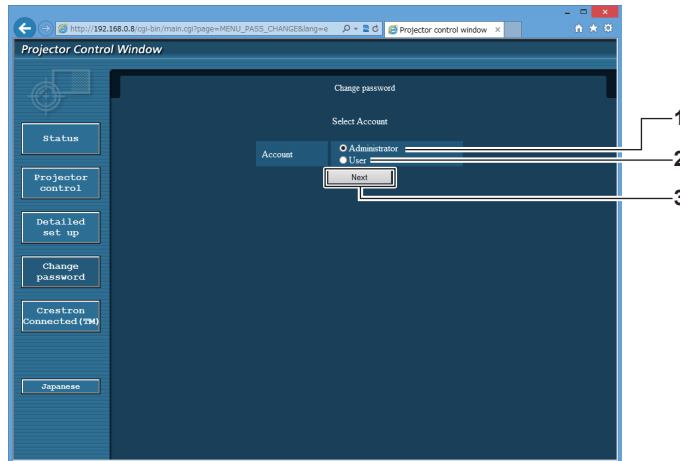 http://192.168.0.8/cgi-bin/main.cgi?page=MENU_PASS_CHANGE&lang=e
Projector control window
Projector Control Window
Change password
Select Account
Account
Administrator
User
Next
1
2
3
Status
Projector
control
Detailed
set up
Change
password
Crestron
Connected(TM)
Japanese